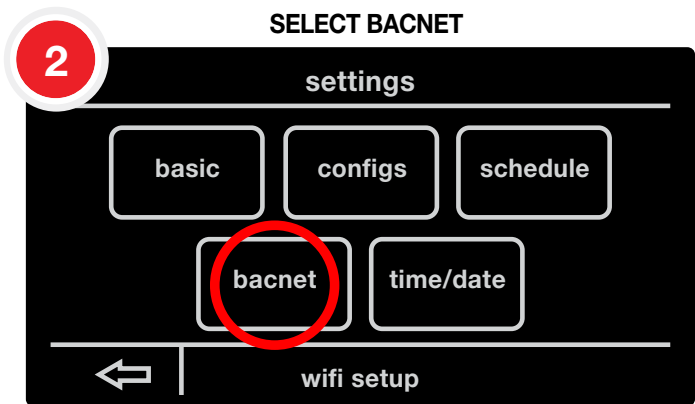 SELECT BACNET
2
settings
basic configs schedule
bacnet time/date
wifi setup